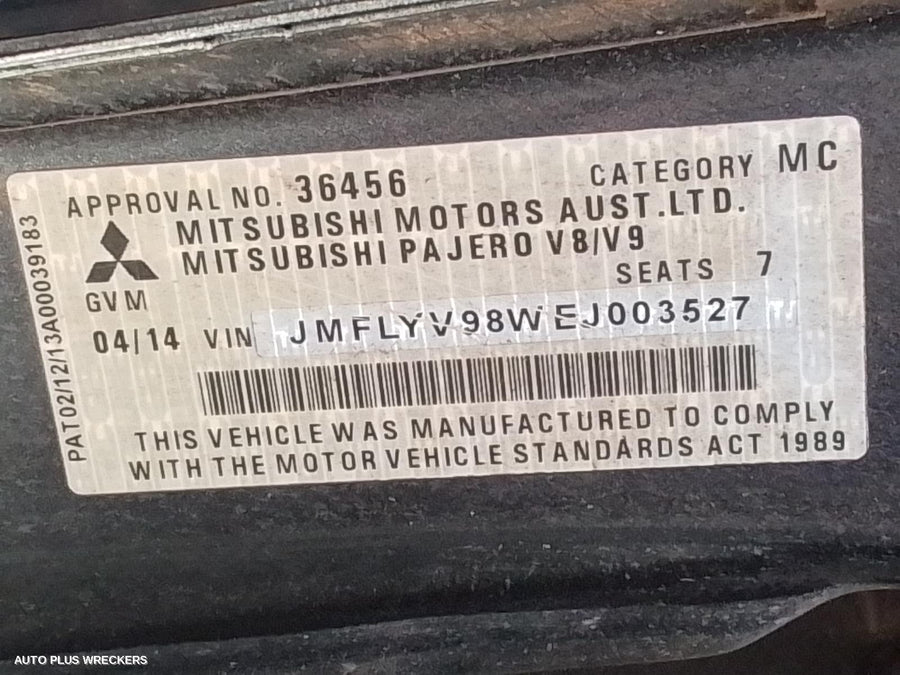 APPROVAL NO. 36456 CATEGORY MC
MITSUBISHI MOTORS AUST.LTD.
MITSUBISHI PAJERO V8/V9
SEATS 7
GVM
04/14 VIN JMFLYV98WEJ003527
THIS VEHICLE WAS MANUFACTURED TO COMPLY
WITH THE MOTOR VEHICLE STANDARDS ACT 1989
PAT02/12/13A00039183
AUTO PLUS WRECKERS